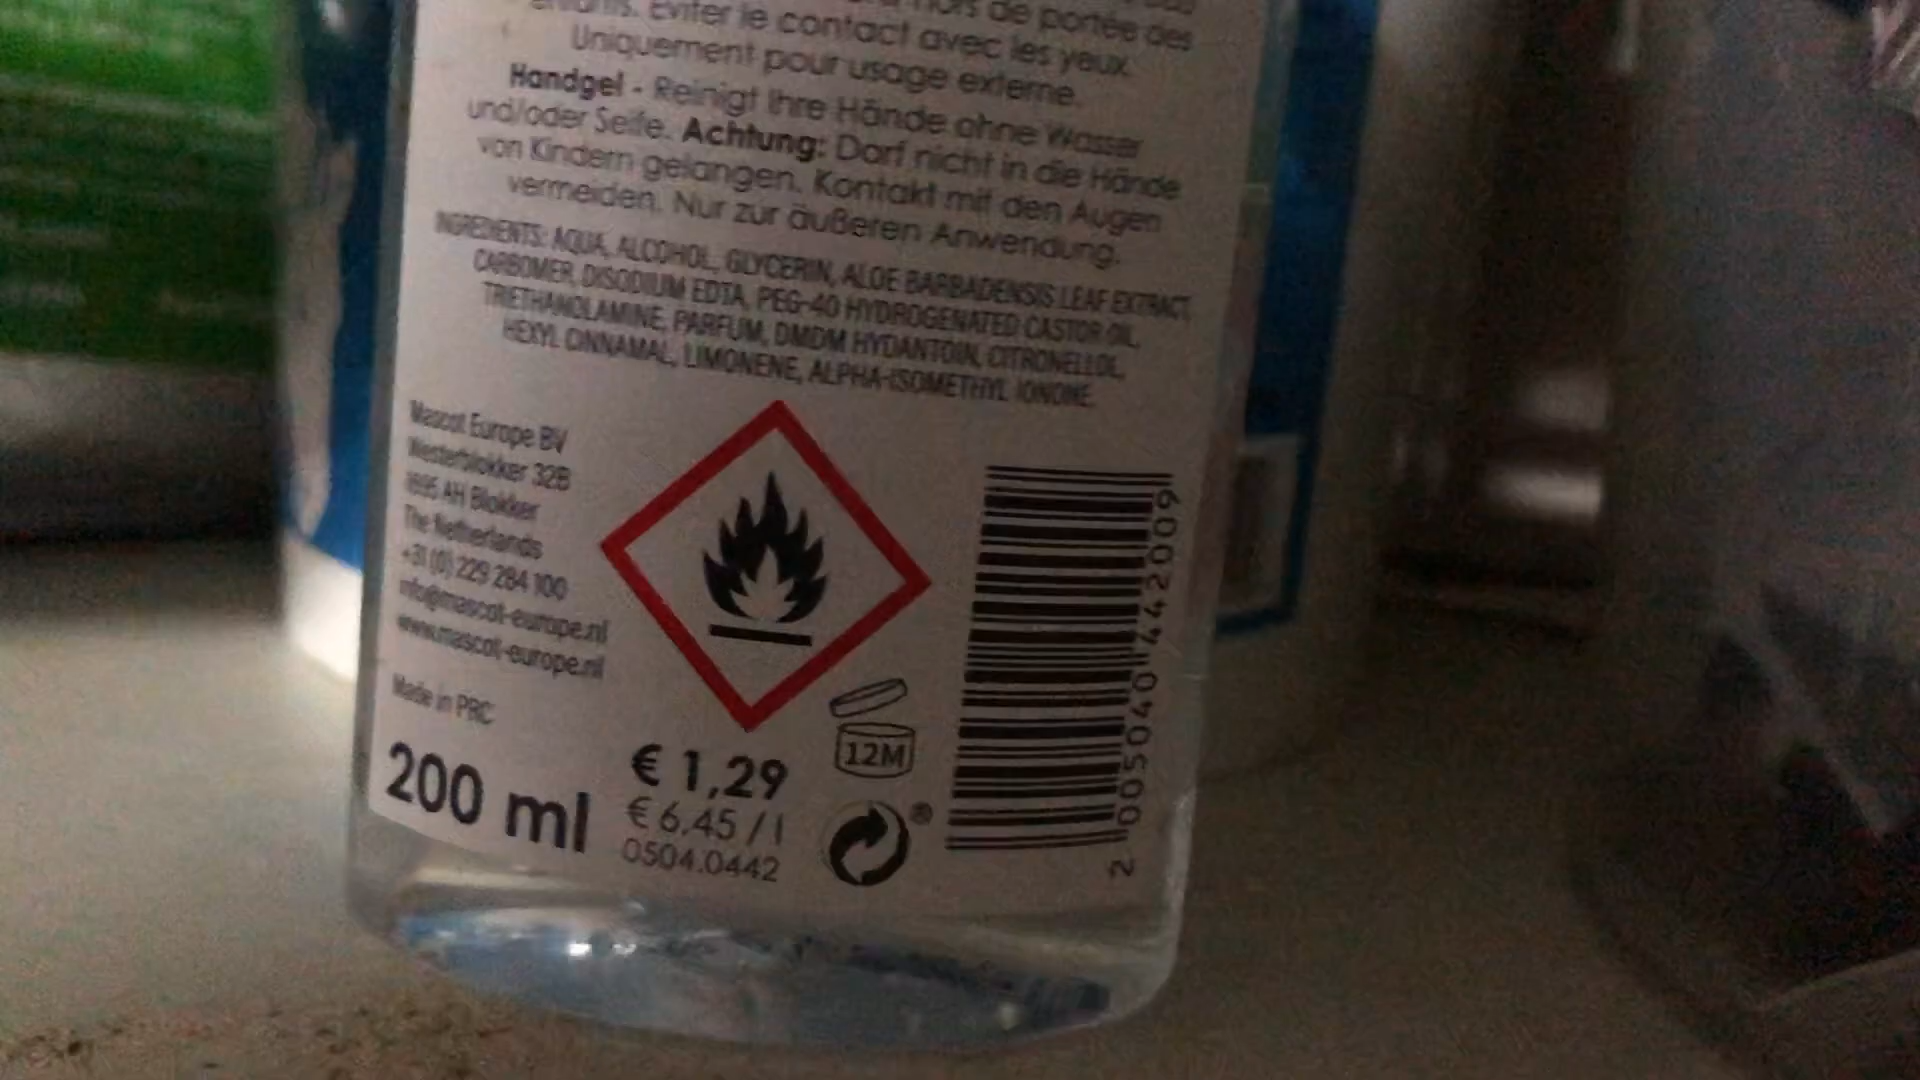 hors de portée des
Éviter le contact avec les yeux.
Uniquement pour usage externe.
Handgel - Reinigt Ihre Hände ohne Wasser
und/oder Seife. Achtung: Darf nicht in die Hände
von Kindern gelangen. Kontakt mit den Augen
vermeiden. Nur zur äußeren Anwendung.
INGREDIENTS: AQUA, ALCOHOL, GLYCERIN, ALOE BARBADENSIS LEAF EXTRACT,
CARBOMER, DISODIUM EDTA, PEG-40 HYDROGENATED CASTOR OIL,
TRIETHANOLAMINE, PARFUM, DMDM HYDANTOIN, CITRONELLOL,
HEXYL CINNAMAL, LIMONENE, ALPHA-ISOMETHYL IONONE.
Mascot Europe BV
Westerblokker 32B
1695 AH Blokker
The Netherlands
+31 (0) 229 284 100
info@mascot-europe.nl
www.mascot-europe.nl
Made in PRC
200 ml
€ 1,29
€ 6.45 / l
0504.0442
12M
®
2 005040 442009